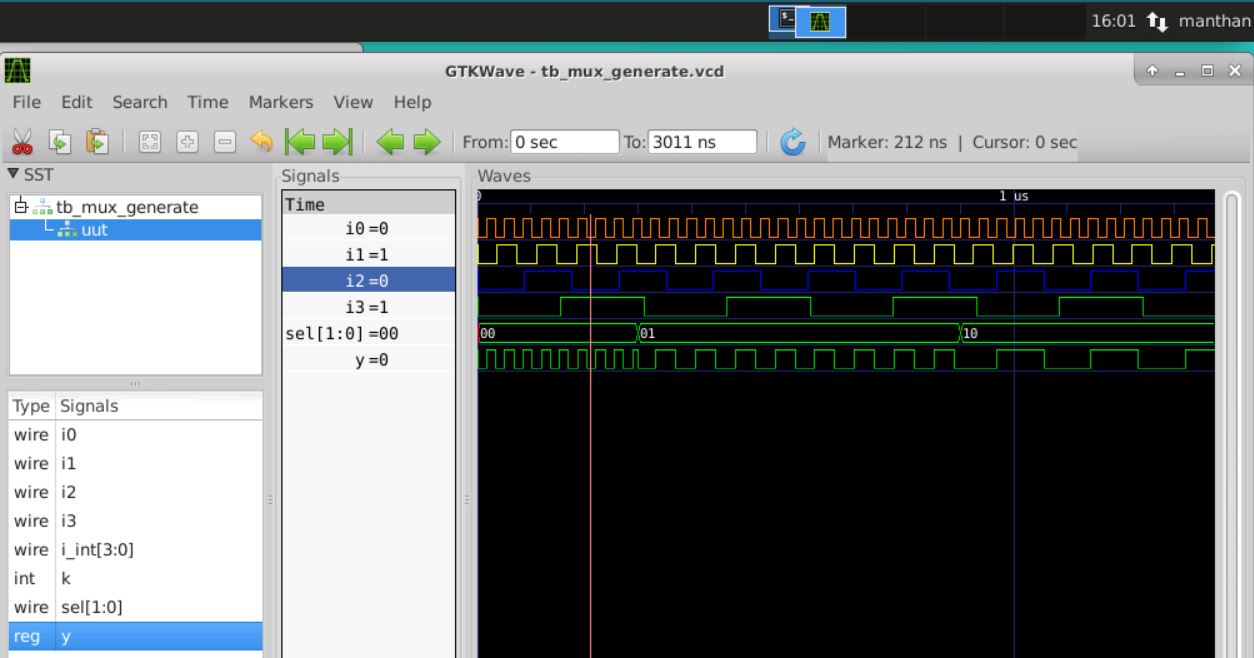 16:01 manthan
GTKWave - tb_mux_generate.vcd
File Edit Search Time Markers View Help
From: 0 sec To: 3011 ns Marker: 212 ns | Cursor: 0 sec
SST
tb_mux_generate
uut
Type Signals
wire i0
wire i1
wire i2
wire i3
wire i_int[3:0]
int k
wire sel[1:0]
reg y
Signals
Time
i0=0
i1=1
i2=0
i3=1
sel[1:0]=00
y=0
Waves
0 1 us
00 01 10